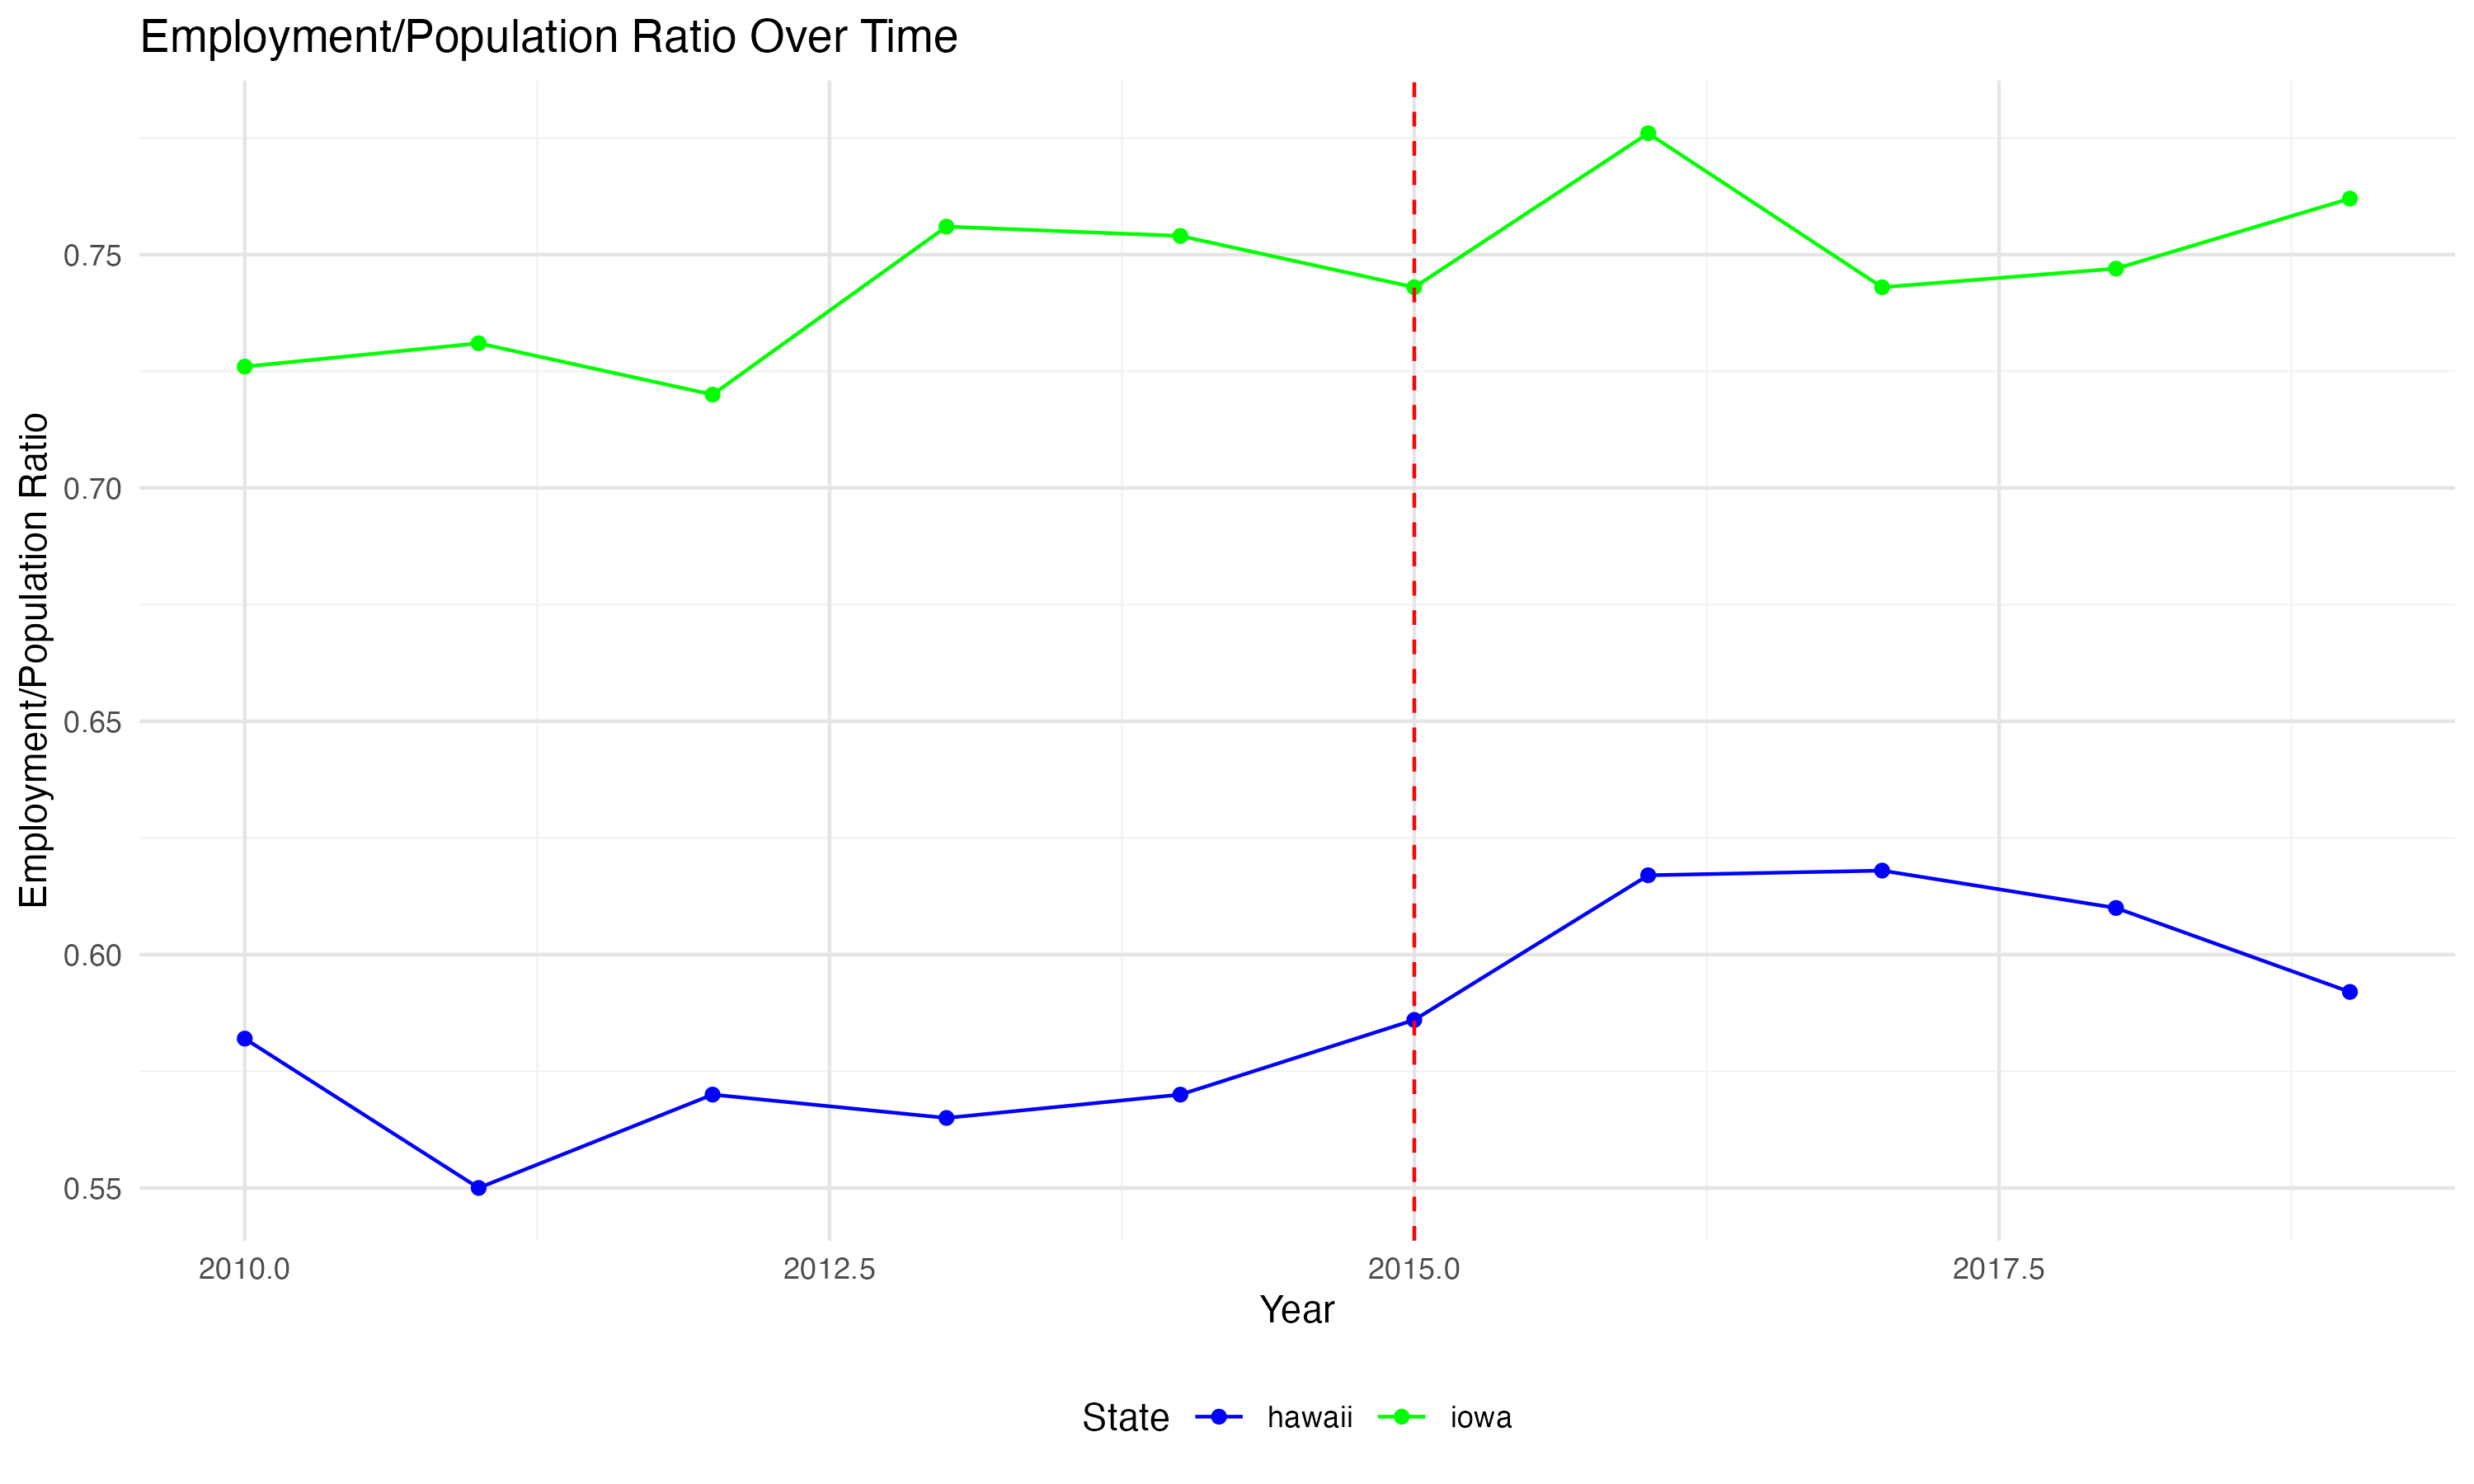 Employment/Population Ratio Over Time
Employment/Population Ratio
0.75
0.70
0.65
0.60
0.55
2010.0
2012.5
2015.0
2017.5
Year
State
hawaii
iowa